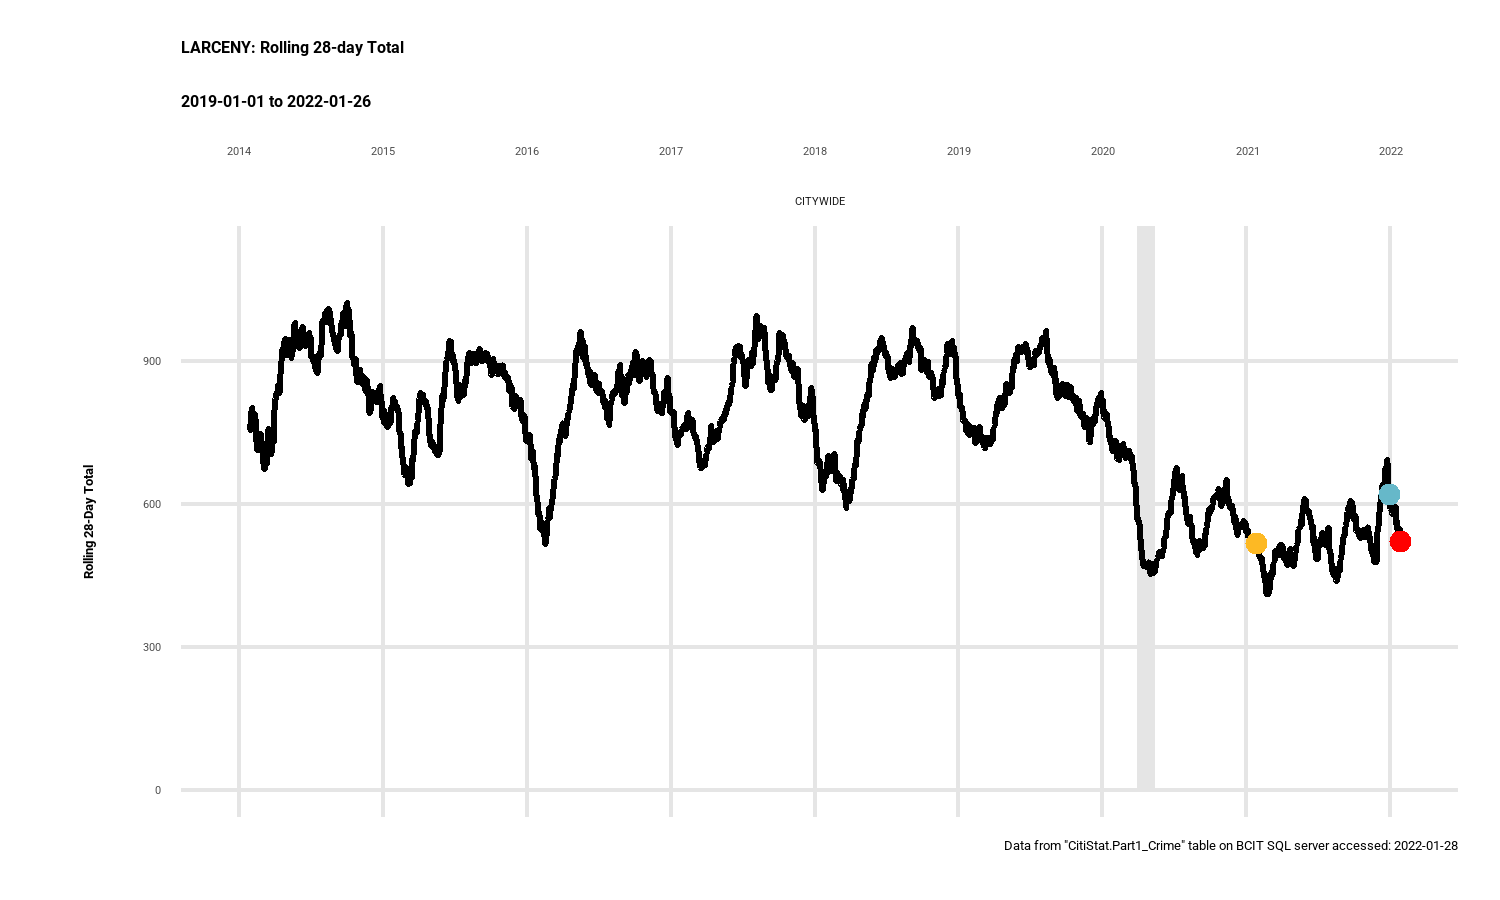 LARCENY: Rolling 28-day Total
2019-01-01 to 2022-01-26
2014 2015 2016 2017 2018 2019 2020 2021 2022
CITYWIDE
900
600
300
0
Rolling 28-Day Total
Data from "CitiStat.Part1_Crime" table on BCIT SQL server accessed: 2022-01-28